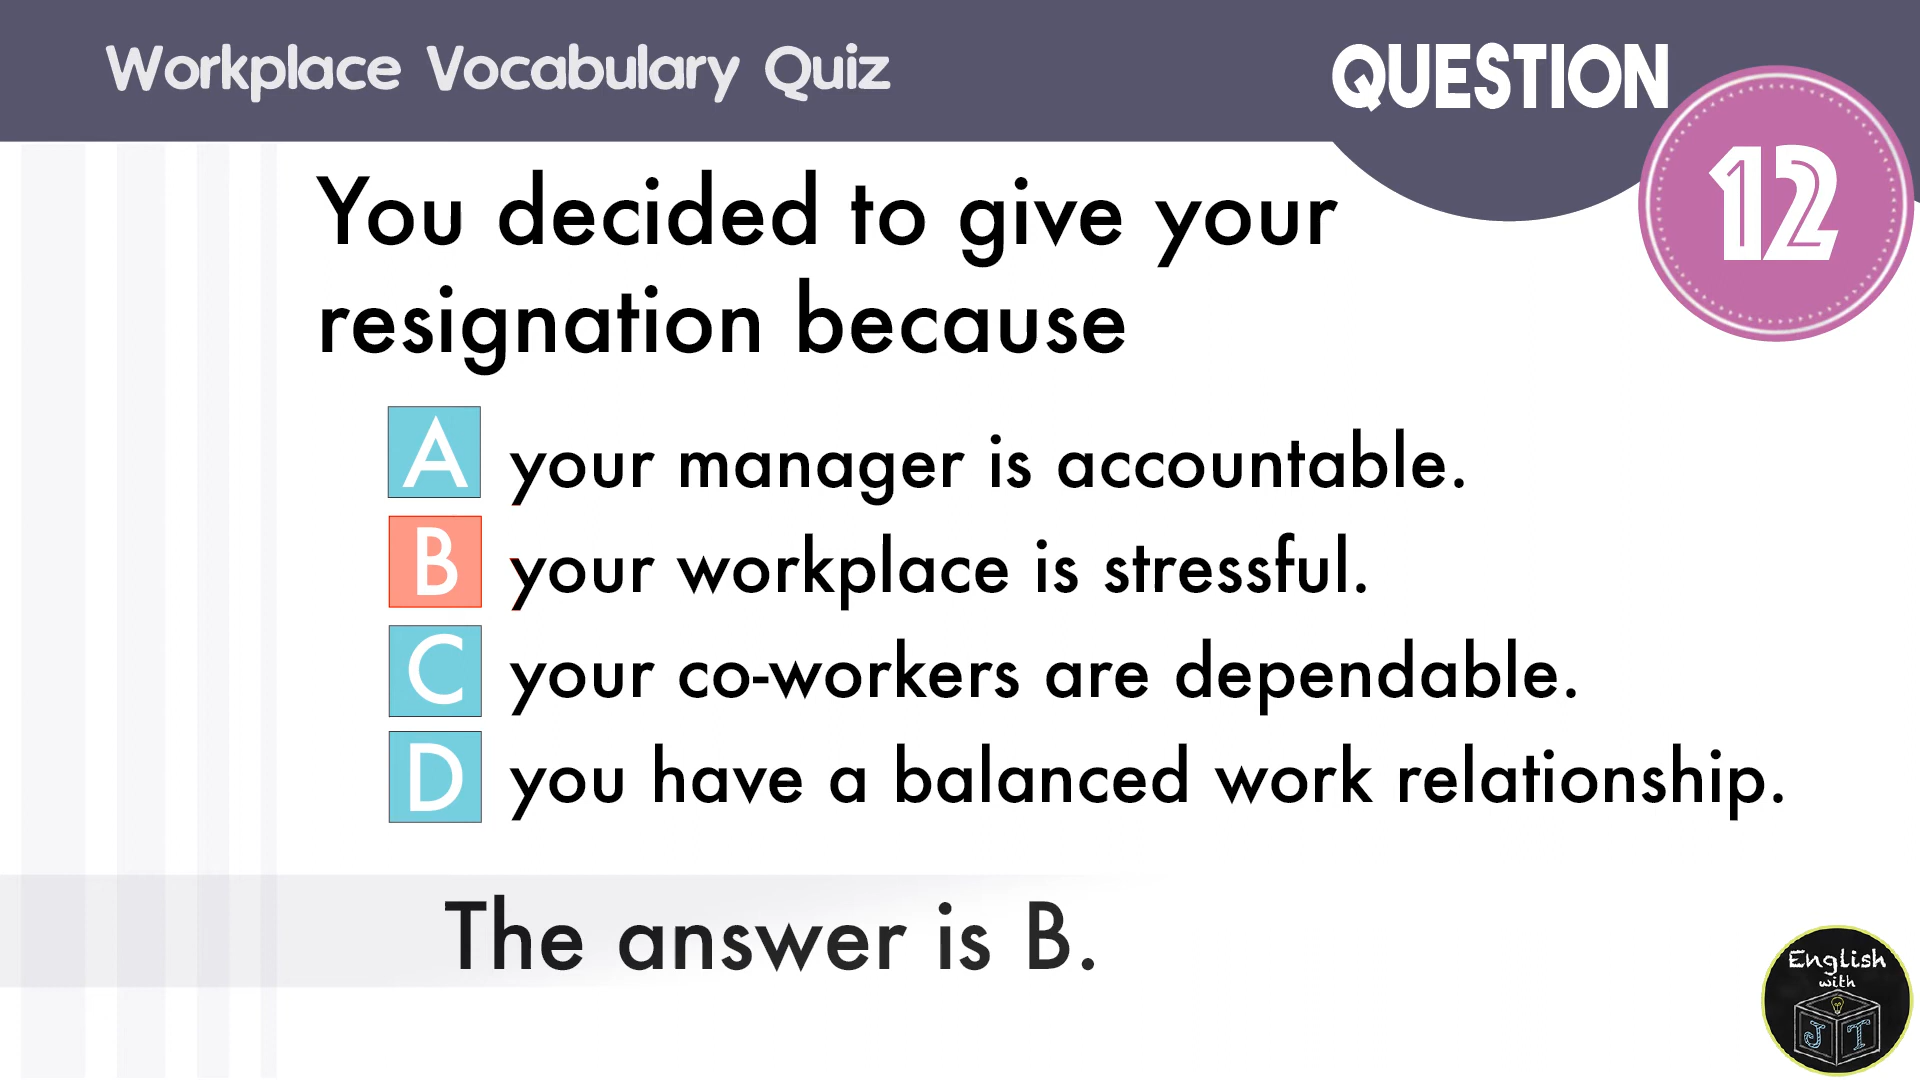 Workplace Vocabulary Quiz
QUESTION
12
You decided to give your
resignation because
A your manager is accountable.
B your workplace is stressful.
C your co-workers are dependable.
D you have a balanced work relationship.
The answer is B.
English
with
J T